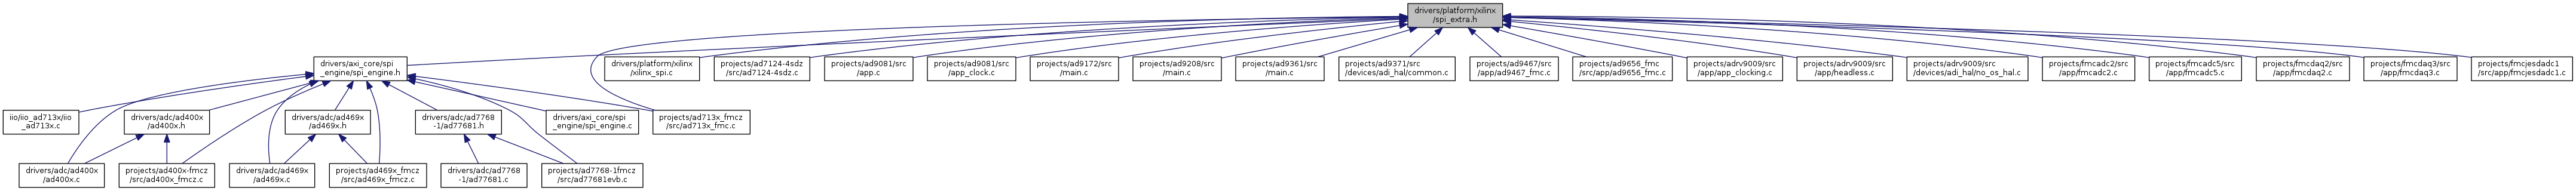 drivers/platform/xilinx
/spi_extra.h
drivers/axi_core/spi
_engine/spi_engine.h
drivers/platform/xilinx
/xilinx_spi.c
projects/ad7124-4sdz
/src/ad7124-4sdz.c
projects/ad9081/src
/app.c
projects/ad9081/src
/app_clock.c
projects/ad9172/src
/main.c
projects/ad9208/src
/main.c
projects/ad9361/src
/main.c
projects/ad9371/src
/devices/adi_hal/common.c
projects/ad9467/src
/app/ad9467_fmc.c
projects/ad9656_fmc
/src/app/ad9656_fmc.c
projects/adrv9009/src
/app/app_clocking.c
projects/adrv9009/src
/app/headless.c
projects/adrv9009/src
/devices/adi_hal/no_os_hal.c
projects/fmcadc2/src
/app/fmcadc2.c
projects/fmcadc5/src
/app/fmcadc5.c
projects/fmcdaq2/src
/app/fmcdaq2.c
projects/fmcdaq3/src
/app/fmcdaq3.c
projects/fmcjesdadc1
/src/app/fmcjesdadc1.c
iio/iio_ad713x/iio
_ad713x.c
drivers/adc/ad400x
/ad400x.h
drivers/adc/ad469x
/ad469x.h
drivers/adc/ad7768
-1/ad77681.h
drivers/axi_core/spi
_engine/spi_engine.c
projects/ad713x_fmcz
/src/ad713x_fmc.c
drivers/adc/ad400x
/ad400x.c
projects/ad400x-fmcz
/src/ad400x_fmcz.c
drivers/adc/ad469x
/ad469x.c
projects/ad469x_fmcz
/src/ad469x_fmcz.c
drivers/adc/ad7768
-1/ad77681.c
projects/ad7768-1fmcz
/src/ad77681evb.c